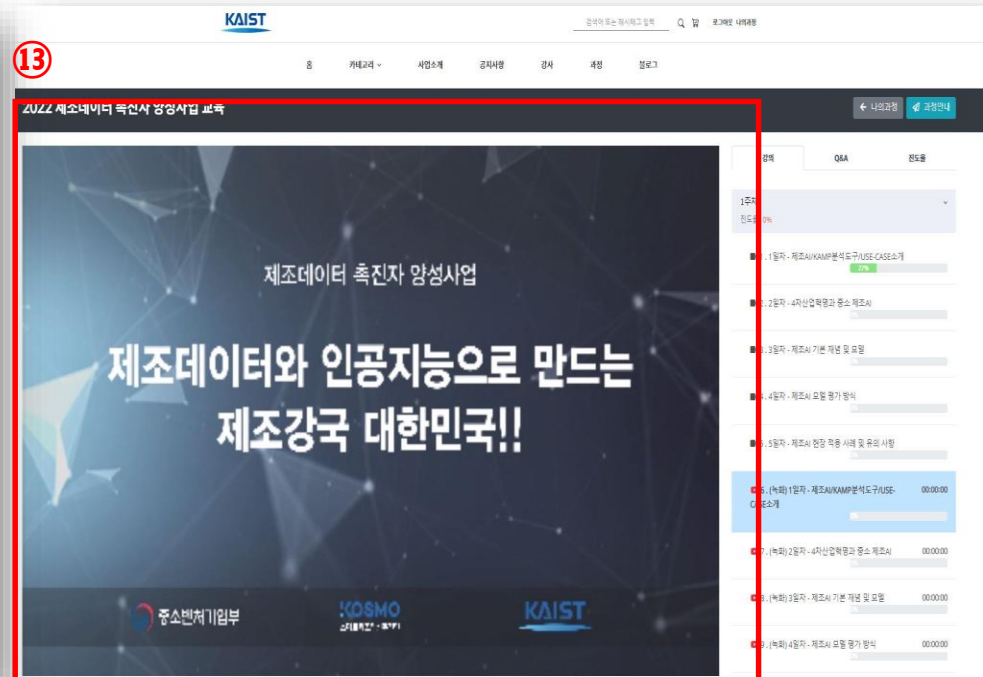 KAIST
검색어 또는 해시태그 입력
로그아웃 나의과정
⑬
홈 카테고리 사업소개 공지사항 강사 과정 블로그
2022 제조데이터 촉진자 양성사업 교육
나의과정 과정안내
강의 Q&A 진도율
제조데이터 촉진자 양성사업
제조데이터와 인공지능으로 만드는
제조강국 대한민국!!
중소벤처기업부
KOSMO
KAIST
1주차
진도율 0%
1일차 - 제조AI/KAMP분석도구/USE-CASE소개
2일차 - 4차산업혁명과 중소 제조AI
3일차 - 제조AI 기본 개념 및 모델
4일차 - 제조AI 모델 평가 방식
5일차 - 제조AI 현장 적용 사례 및 유의 사항
6 . (녹화) 1일차 - 제조AI/KAMP분석도구/USE-CASE소개 00:00:00
7 . (녹화) 2일차 - 4차산업혁명과 중소 제조AI 00:00:00
(녹화) 3일차 - 제조AI 기본 개념 및 모델 00:00:00
9 . (녹화) 4일차 - 제조AI 모델 평가 방식 00:00:00